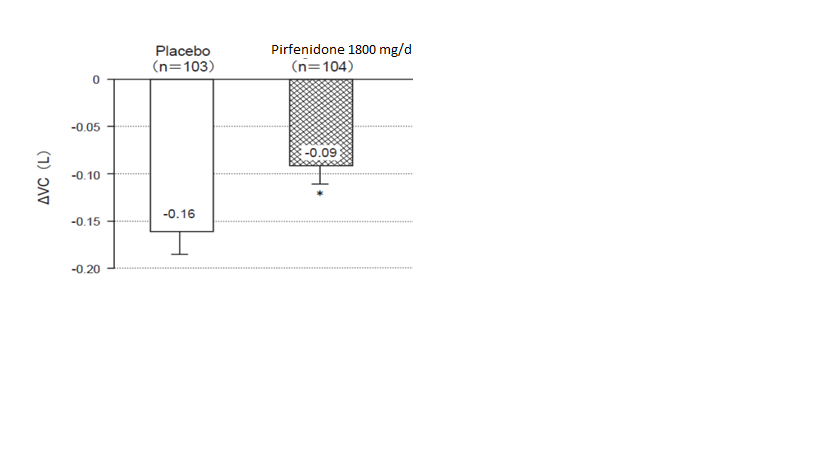 Placebo
(n=103)
Pirfenidone 1800 mg/d
(n=104)
0
-0.05
-0.10
-0.15
-0.20
ΔVC (L)
-0.16
-0.09
*